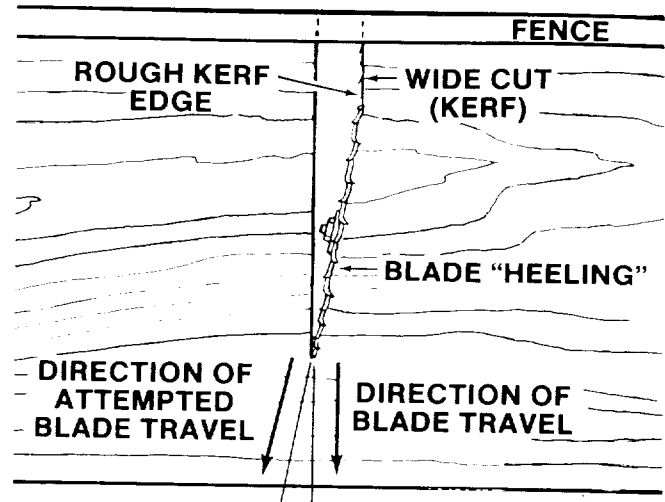 FENCE
ROUGH KERF
EDGE
WIDE CUT
(KERF)
BLADE "HEELING"
DIRECTION OF
ATTEMPTED
BLADE TRAVEL
DIRECTION OF
BLADE TRAVEL